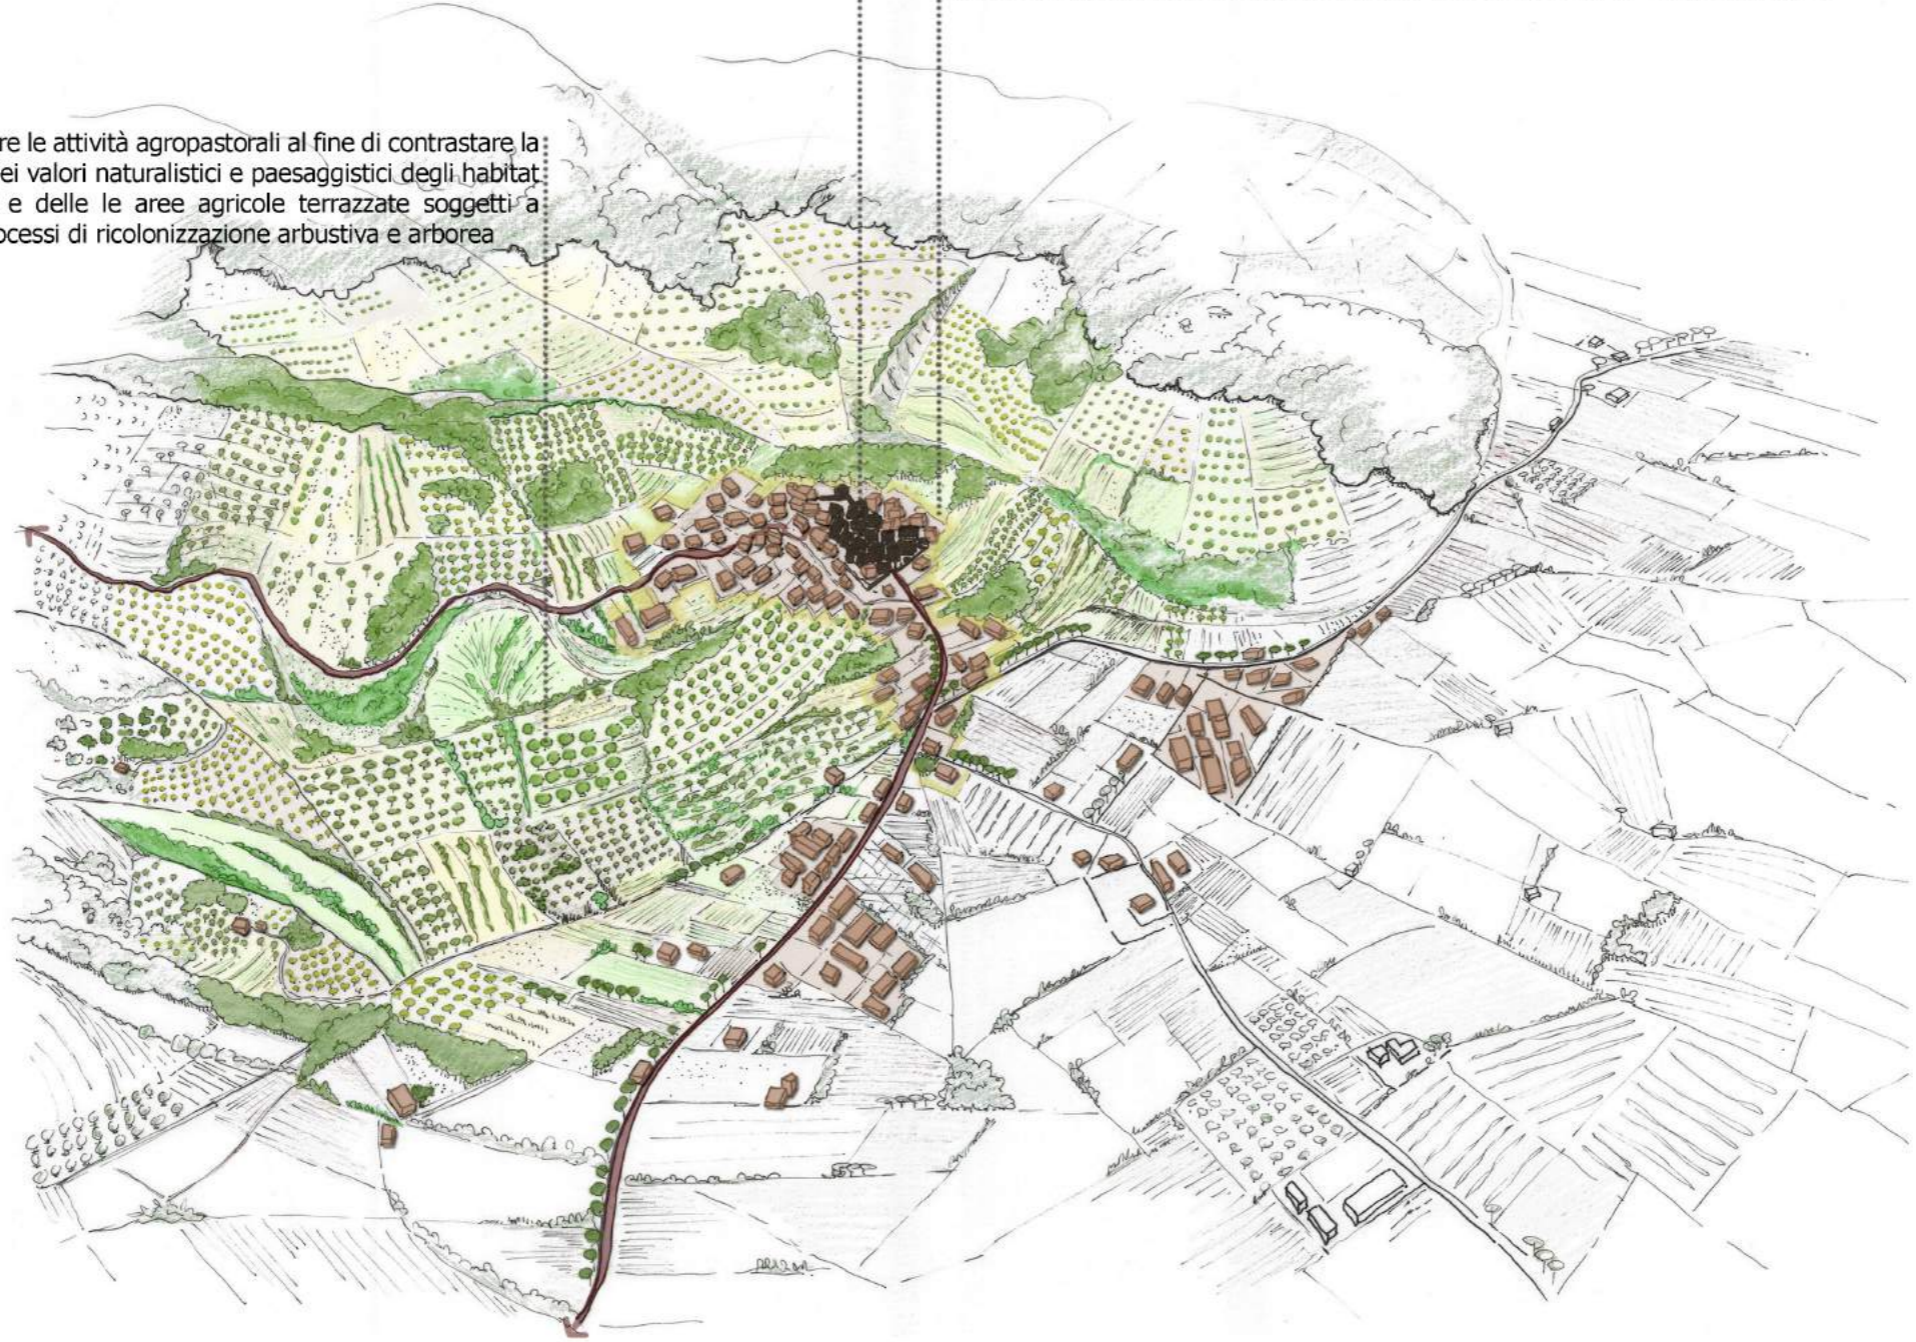 re le attività agropastorali al fine di contrastare la
ei valori naturalistici e paesaggistici degli habitat
e delle le aree agricole terrazzate soggetti a
ocessi di ricolonizzazione arbustiva e arborea